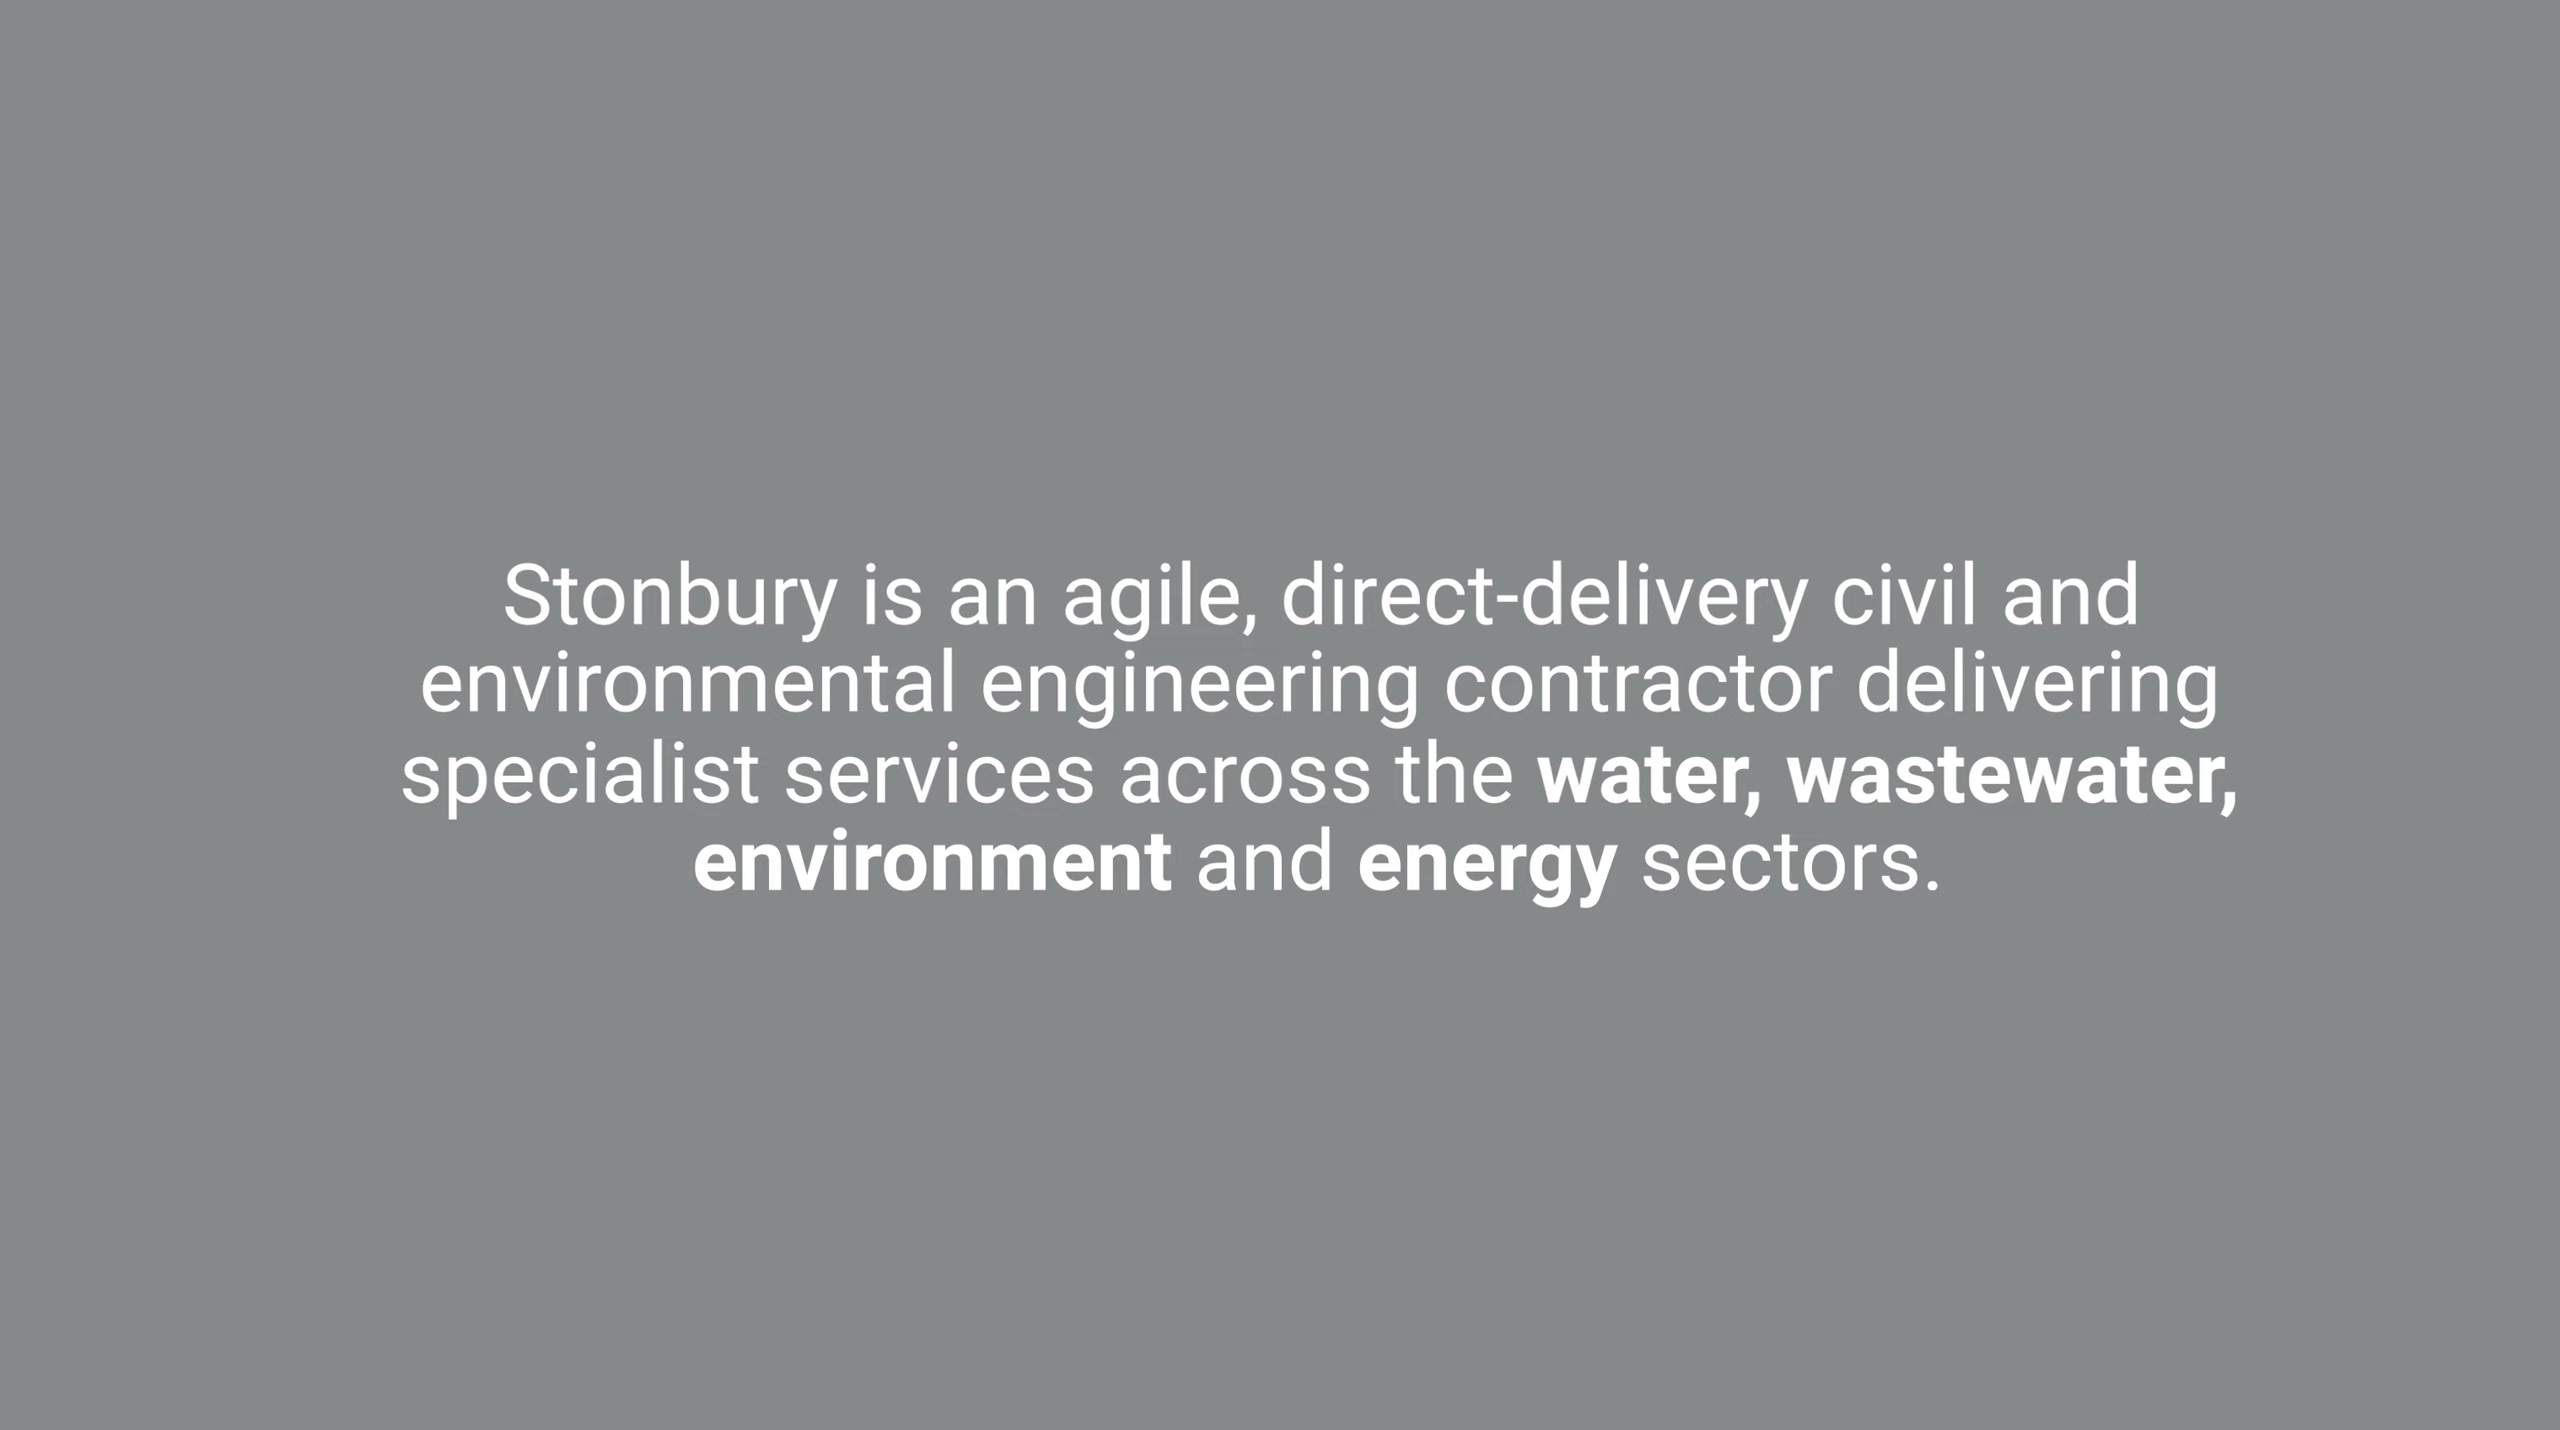 Stonbury is an agile, direct-delivery civil and
environmental engineering contractor delivering
specialist services across the water, wastewater,
environment and energy sectors.